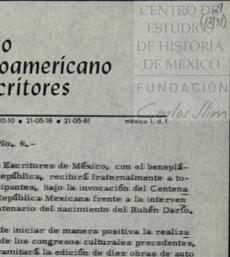 CENTRO DE
ESTUDIOS
DE HISTORIA
DE MÉXICO
FUNDACIÓN
Carlos Slim
o
oamericano
critores
10-10 • 21-05-18 • 21-05-61 méxico 1, d. f.
No. 4.-
Escritores de México, con el beneplá-
República, recibirá fraternalmente a to-
cipantes, bajo la invocación del Centena
República Mexicana frente a la interven
tenario del nacimiento del Rubén Darío.
de iniciar de manera positiva la realiza
de los congresos culturales precedentes,
ramitará la edición de diez obras de auto